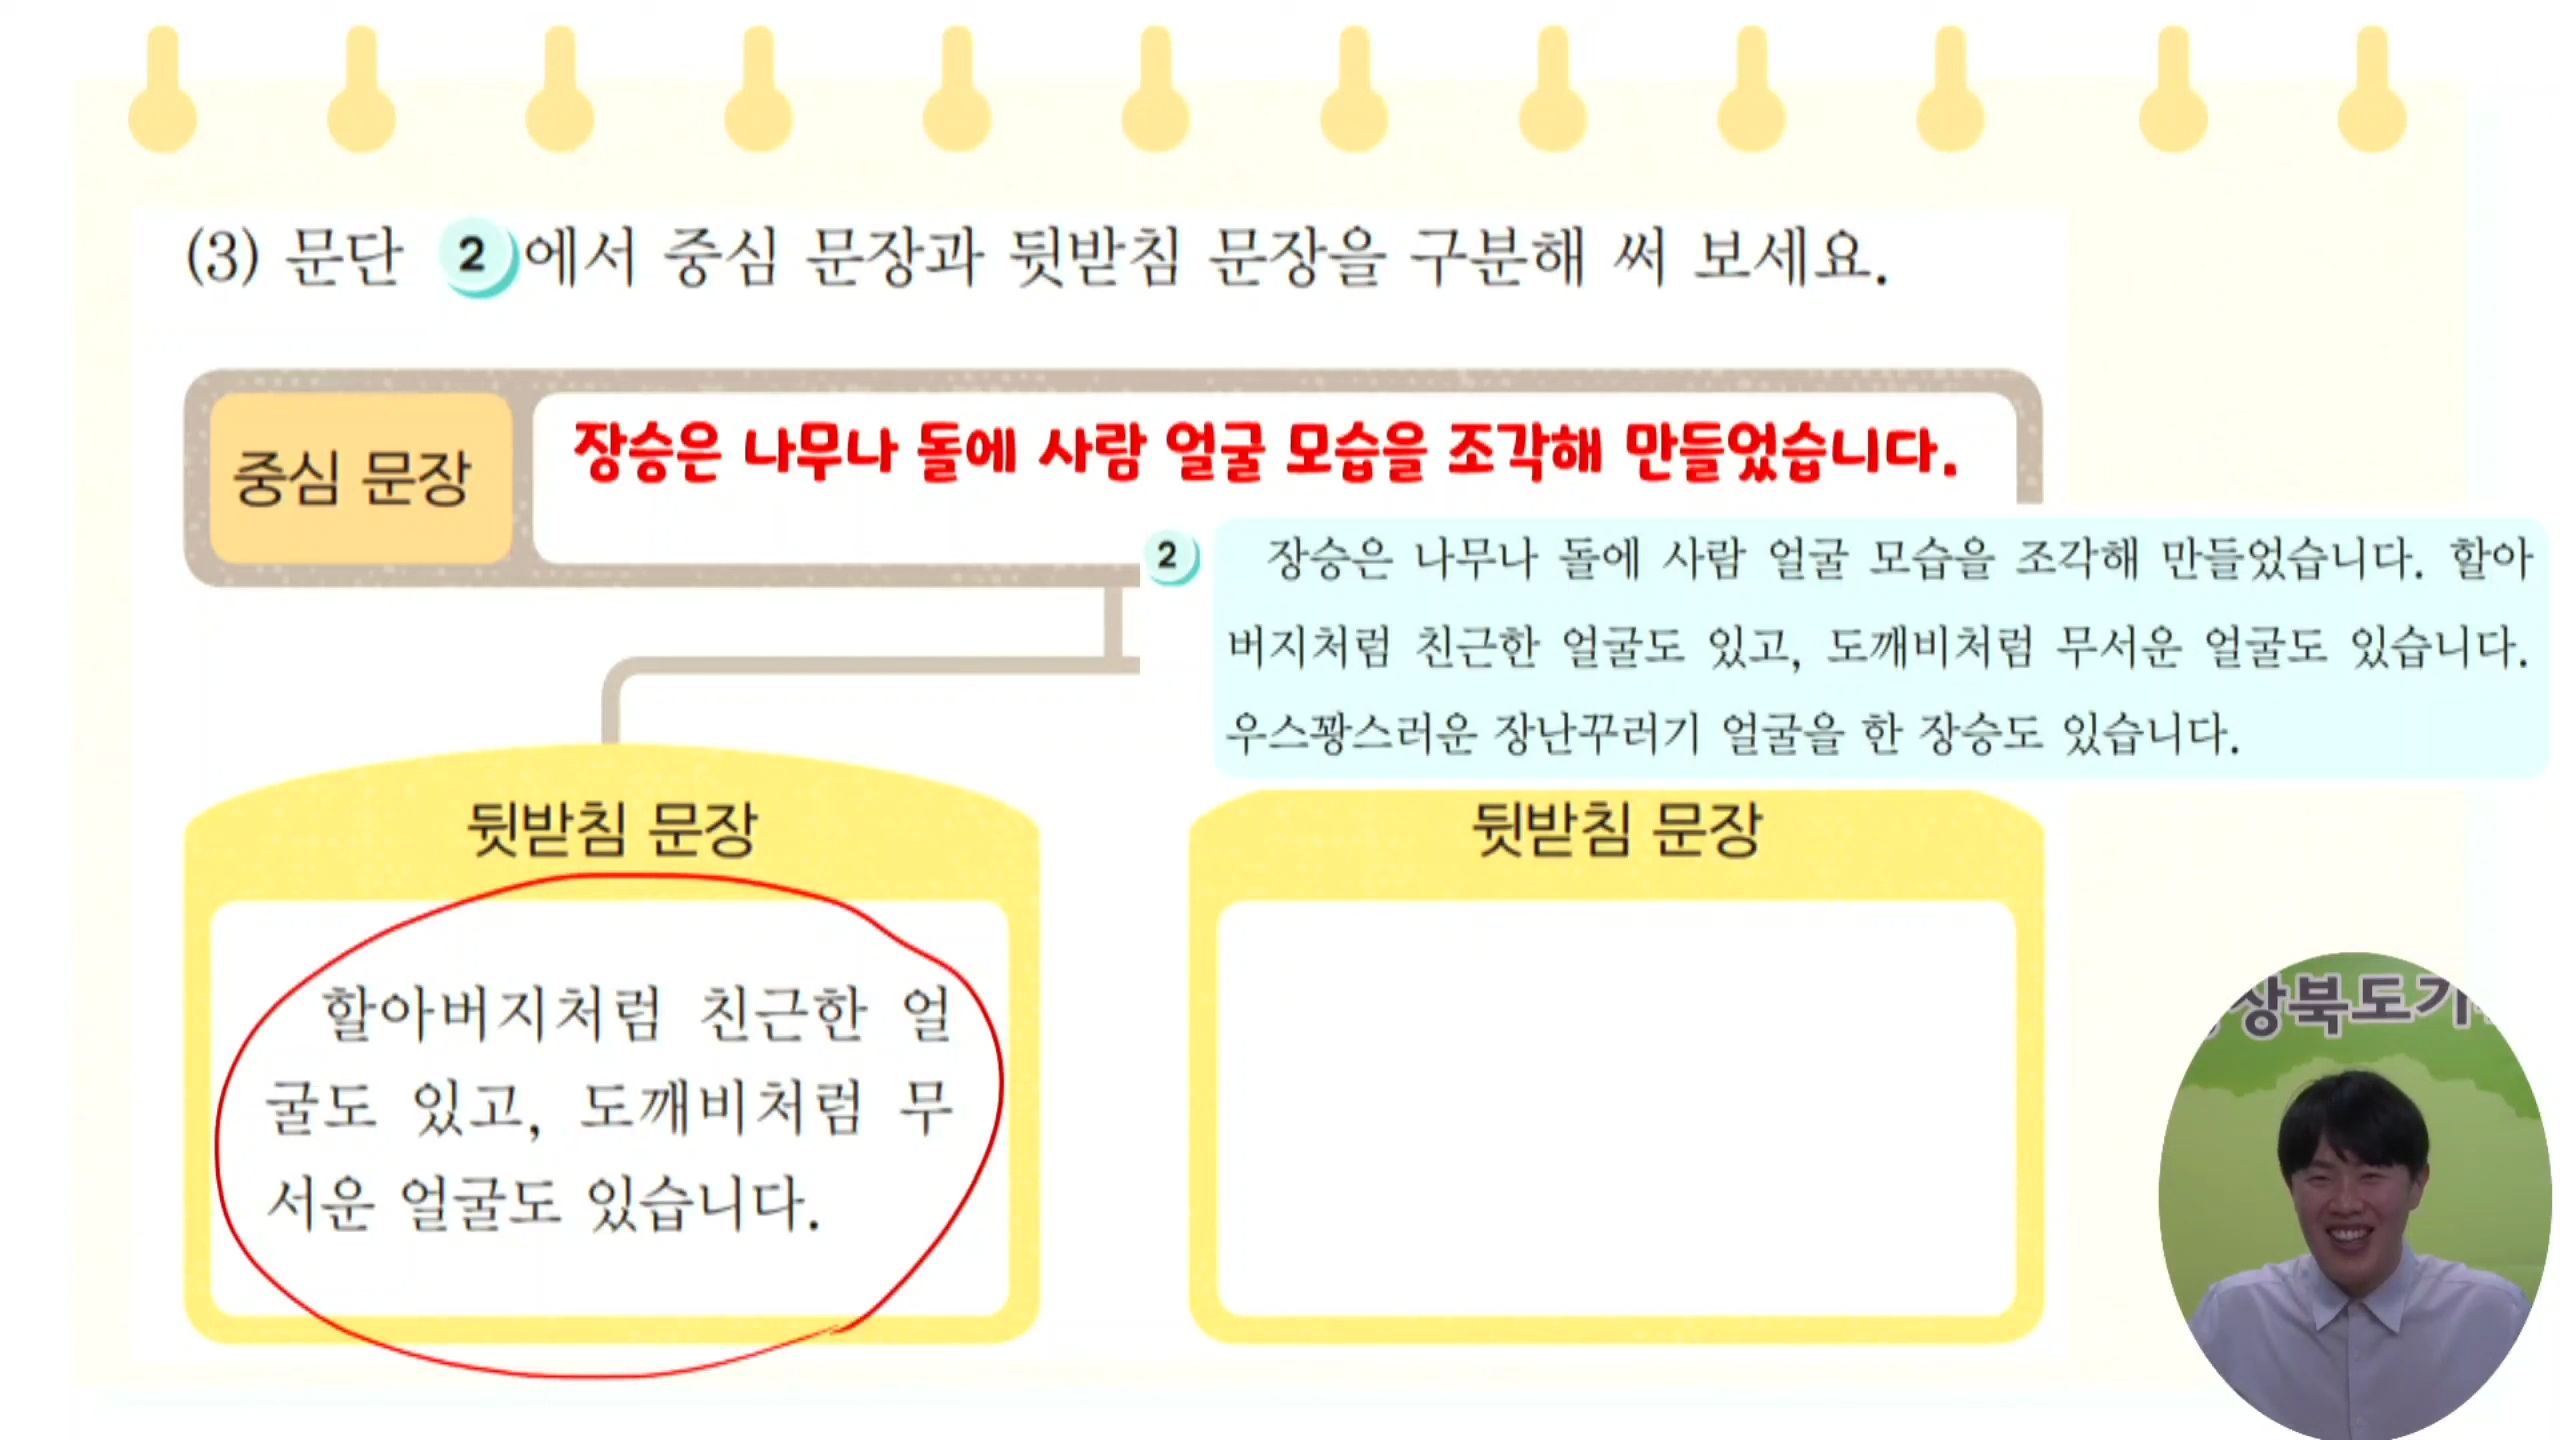 (3) 문단 2에서 중심 문장과 뒷받침 문장을 구분해 써 보세요.
중심 문장
장승은 나무나 돌에 사람 얼굴 모습을 조각해 만들었습니다.
2
장승은 나무나 돌에 사람 얼굴 모습을 조각해 만들었습니다. 할아
버지처럼 친근한 얼굴도 있고, 도깨비처럼 무서운 얼굴도 있습니다.
우스꽝스러운 장난꾸러기 얼굴을 한 장승도 있습니다.
뒷받침 문장
할아버지처럼 친근한 얼
굴도 있고, 도깨비처럼 무
서운 얼굴도 있습니다.
뒷받침 문장
상북도